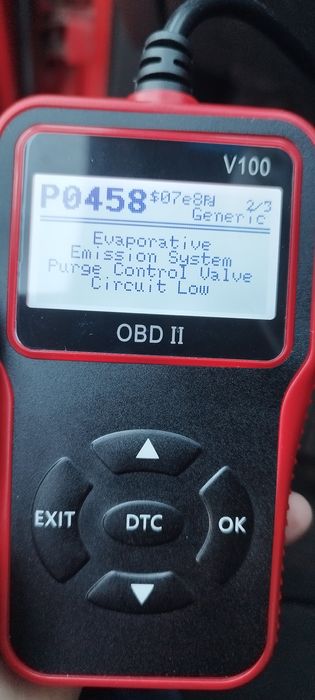 V100
P0458 $07e8 2/3
Generic
Evaporative
Emission System
Purge Control Valve
Circuit Low
OBD II
▲
EXIT DTC OK
▼